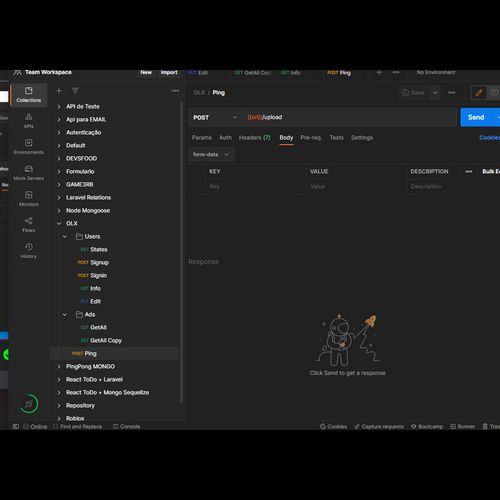 Team Workspace New Import
PUT Edit GET GetAll Cop GET Info POST Ping No Environment
Collections
APIs
Environments
Mock Servers
Monitors
Flows
History
API de Teste
Api para EMAIL
Autenticação
Default
DEVSFOOD
Formulario
GAME3RB
Laravel Relations
Node Mongoose
OLX
Users
GET States
POST Signup
POST Signin
GET Info
PUT Edit
Ads
GET GetAll
GET GetAll Copy
POST Ping
PingPong MONGO
React ToDo + Laravel
React ToDo + Mongo Sequelize
Repository
Roblox
OLX / Ping Save
POST {{url}}/upload Send
Params Auth Headers (7) Body Pre-req. Tests Settings Cookies
form-data
KEY VALUE DESCRIPTION Bulk Ed
Key Value Description
Response
Click Send to get a response
Online Find and Replace Console Cookies Capture requests Bootcamp Runner Tras